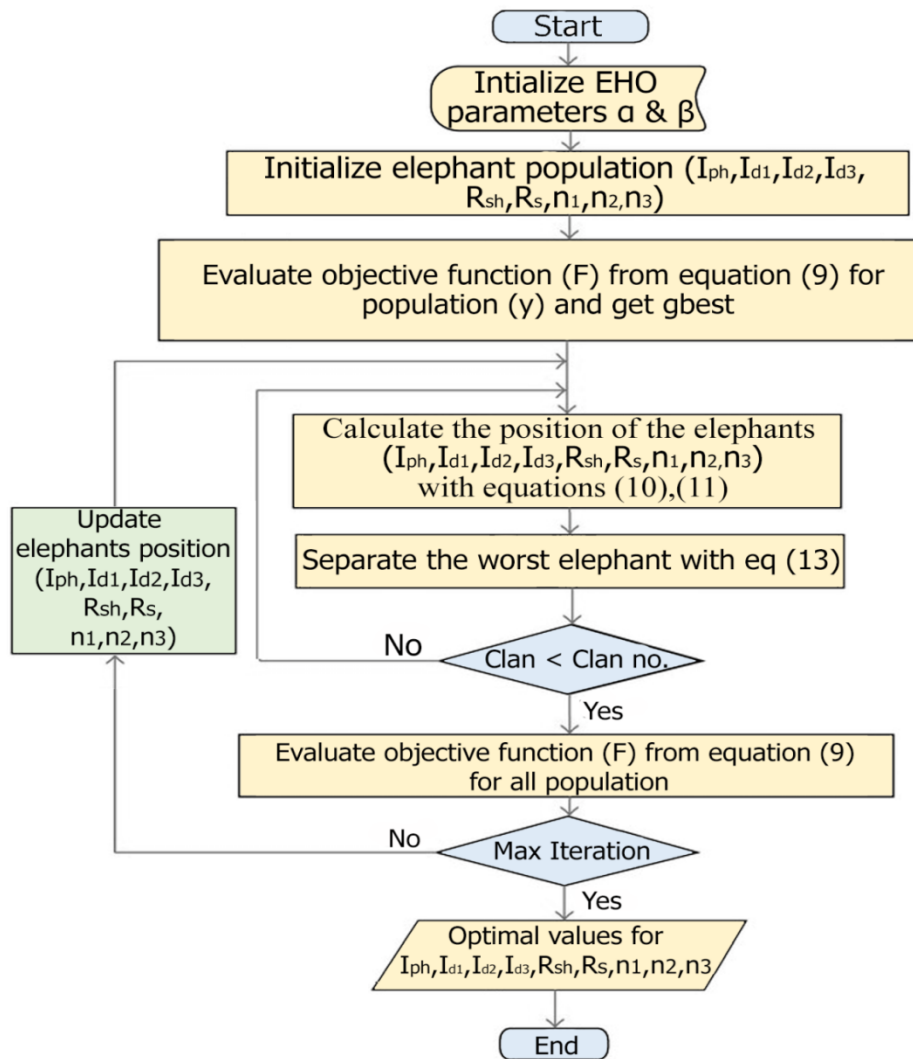 Start
Intialize EHO
parameters α & β
Initialize elephant population (Iph,Id1,Id2,Id3,
Rsh,Rs,n1,n2,n3)
Evaluate objective function (F) from equation (9) for
population (y) and get gbest
Calculate the position of the elephants
(Iph,Id1,Id2,Id3,Rsh,Rs,n1,n2,n3)
with equations (10),(11)
Update
elephants position
(Iph,Id1,Id2,Id3,
Rsh,Rs,
n1,n2,n3)
Separate the worst elephant with eq (13)
No
Clan < Clan no.
Yes
Evaluate objective function (F) from equation (9)
for all population
No
Max Iteration
Yes
Optimal values for
Iph,Id1,Id2,Id3,Rsh,Rs,n1,n2,n3
End